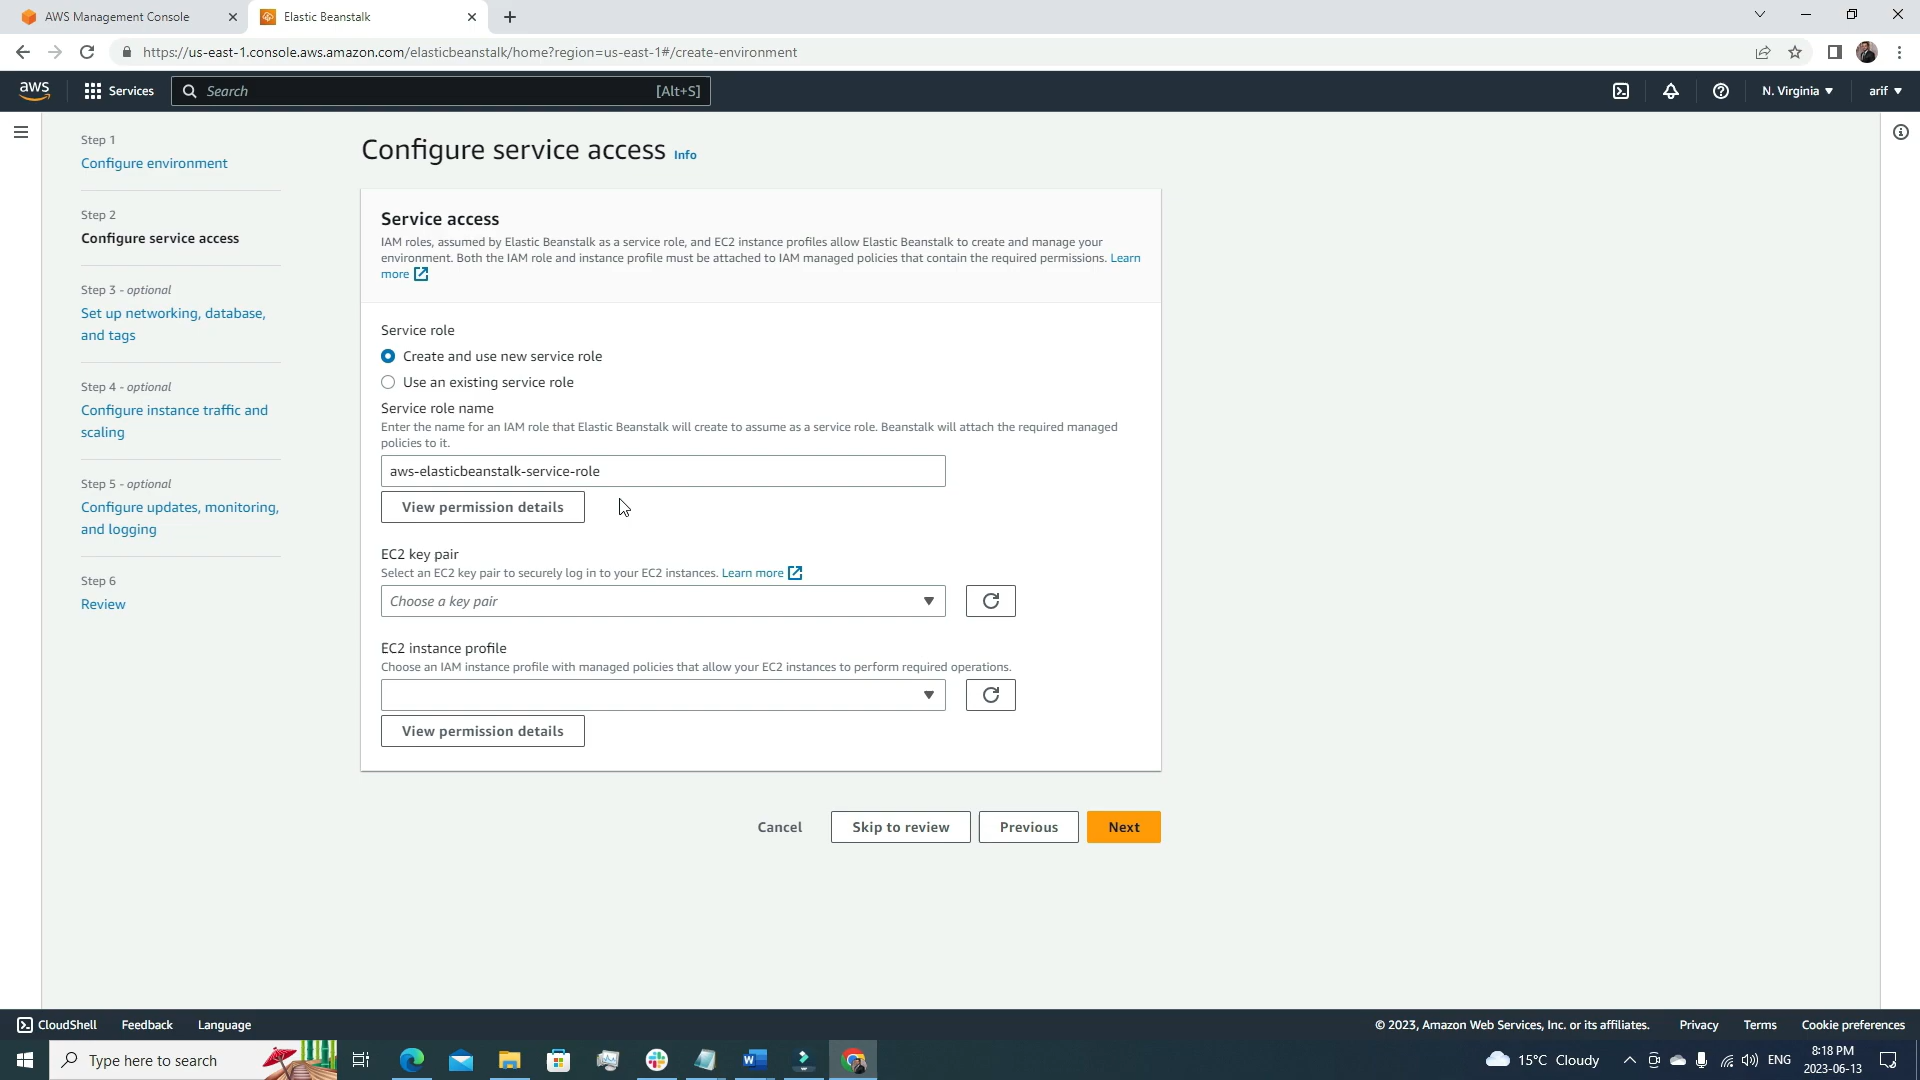 AWS Management Console
Elastic Beanstalk
https://us-east-1.console.aws.amazon.com/elasticbeanstalk/home?region=us-east-1#/create-environment
aws
Services
Search
[Alt+S]
N. Virginia
arif
Step 1
Configure environment
Step 2
Configure service access
Step 3 - optional
Set up networking, database,
and tags
Step 4 - optional
Configure instance traffic and
scaling
Step 5 - optional
Configure updates, monitoring,
and logging
Step 6
Review
Configure service access Info
Service access
IAM roles, assumed by Elastic Beanstalk as a service role, and EC2 instance profiles allow Elastic Beanstalk to create and manage your
environment. Both the IAM role and instance profile must be attached to IAM managed policies that contain the required permissions. Learn
more
Service role
Create and use new service role
Use an existing service role
Service role name
Enter the name for an IAM role that Elastic Beanstalk will create to assume as a service role. Beanstalk will attach the required managed
policies to it.
aws-elasticbeanstalk-service-role
View permission details
EC2 key pair
Select an EC2 key pair to securely log in to your EC2 instances. Learn more
Choose a key pair
EC2 instance profile
Choose an IAM instance profile with managed policies that allow your EC2 instances to perform required operations.
View permission details
Cancel
Skip to review
Previous
Next
CloudShell
Feedback
Language
© 2023, Amazon Web Services, Inc. or its affiliates.
Privacy
Terms
Cookie preferences
Type here to search
15°C Cloudy
ENG
8:18 PM
2023-06-13